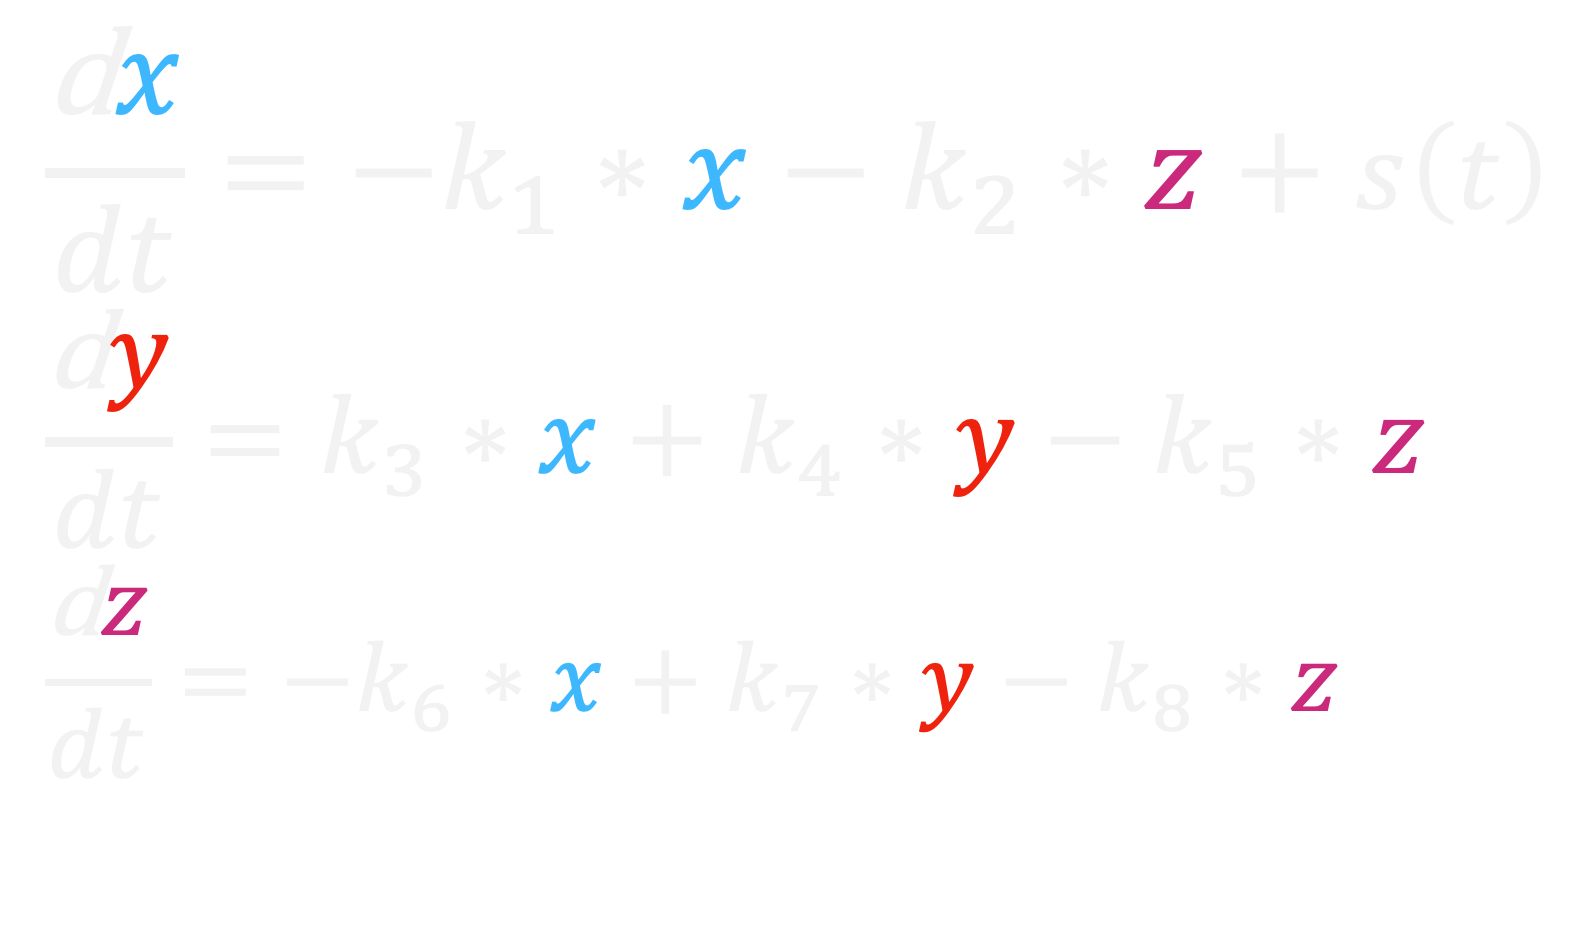 dx/dt = −k₁ * x − k₂ * z + s(t)
dy/dt = k₃ * x + k₄ * y − k₅ * z
dz/dt = −k₆ * x + k₇ * y − k₈ * z